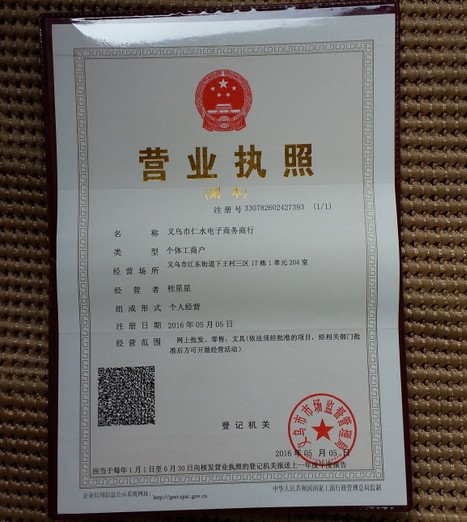 营业执照
(副本)
注册号 330782602427393 (1/1)
名称 义乌市仁水电子商务商行
类型 个体工商户
经营场所 义乌市江东街道下王村三区17栋1单元204室
经营者 桂星星
组成形式 个人经营
注册日期 2016年05月05日
经营范围 网上批发、零售：文具(依法须经批准的项目，经相关部门批
准后方可开展经营活动)
登记机关
义乌市市场监督管理局
2016年05月05日
应当于每年1月1日至6月30日向核发营业执照的登记机关报送上一年度年度报告
企业信用信息公示系统网址： http://gsxt.zjaic.gov.cn
中华人民共和国国家工商行政管理总局监制